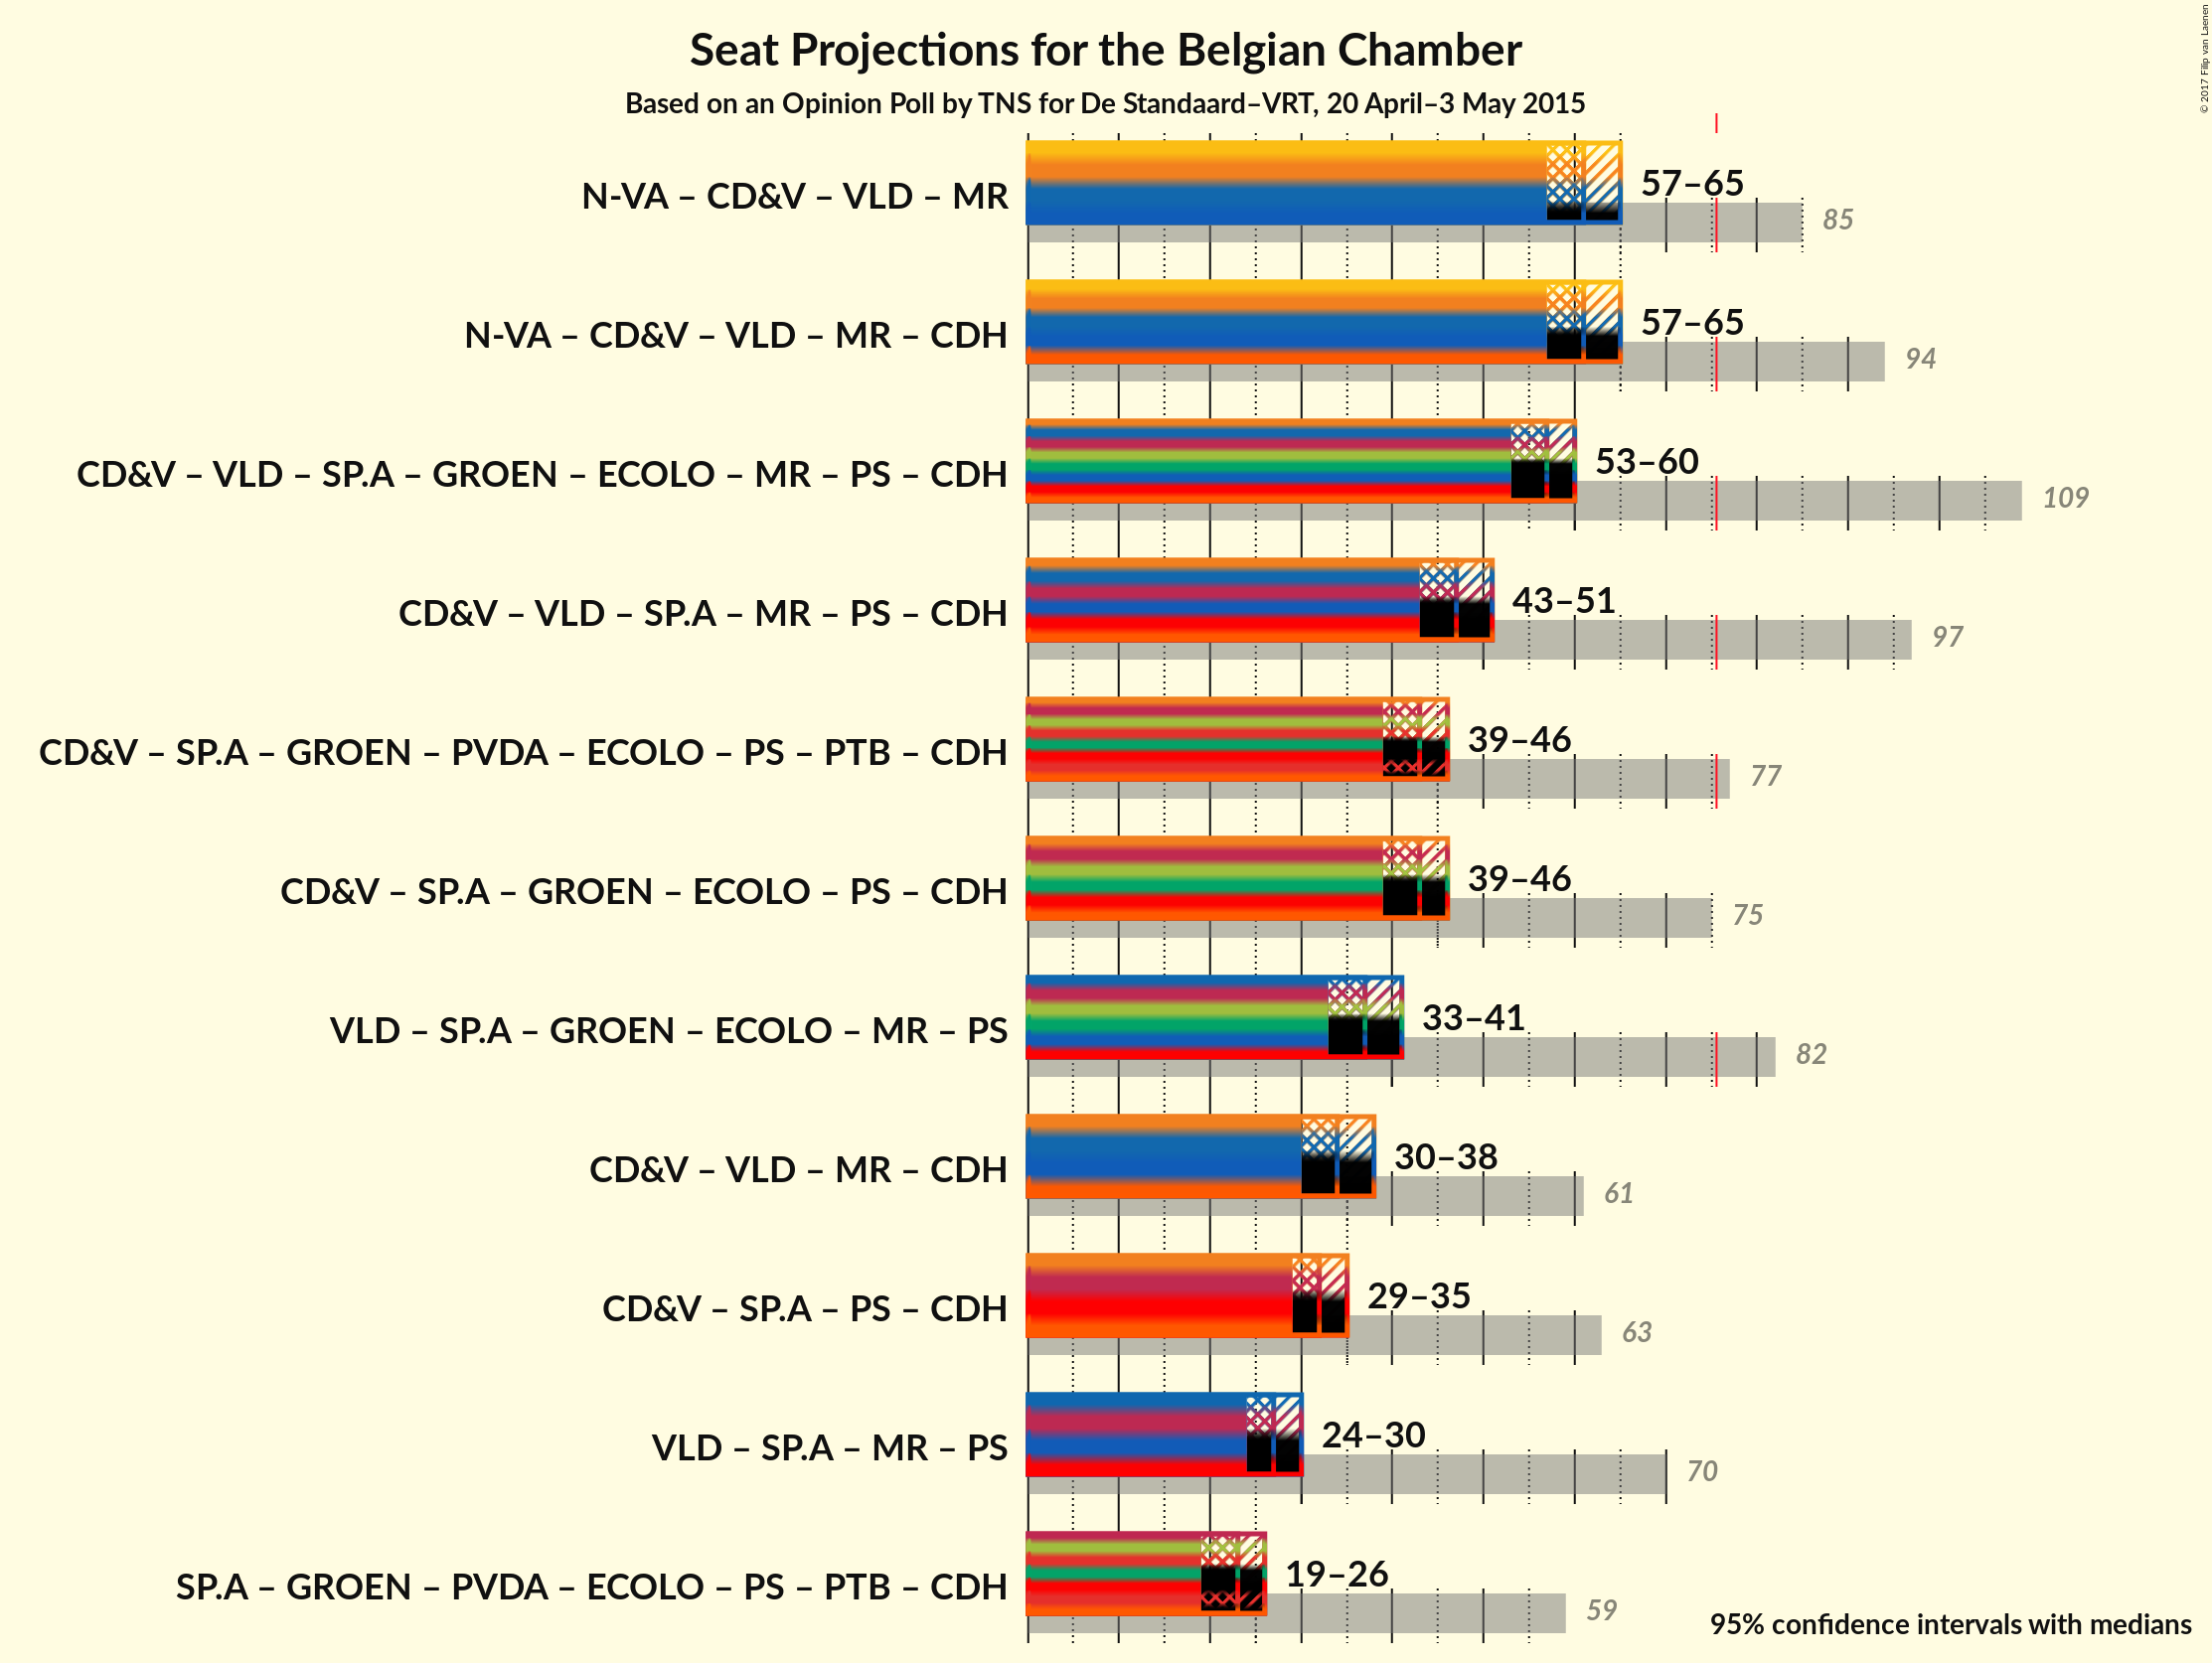 Seat Projections for the Belgian Chamber
Based on an Opinion Poll by TNS for De Standaard–VRT, 20 April–3 May 2015
© 2017 Filip van Laenen
N-VA – CD&V – VLD – MR 57–65 85
N-VA – CD&V – VLD – MR – CDH 57–65 94
CD&V – VLD – SP.A – GROEN – ECOLO – MR – PS – CDH 53–60 109
CD&V – VLD – SP.A – MR – PS – CDH 43–51 97
CD&V – SP.A – GROEN – PVDA – ECOLO – PS – PTB – CDH 39–46 77
CD&V – SP.A – GROEN – ECOLO – PS – CDH 39–46 75
VLD – SP.A – GROEN – ECOLO – MR – PS 33–41 82
CD&V – VLD – MR – CDH 30–38 61
CD&V – SP.A – PS – CDH 29–35 63
VLD – SP.A – MR – PS 24–30 70
SP.A – GROEN – PVDA – ECOLO – PS – PTB – CDH 19–26 59
95% confidence intervals with medians